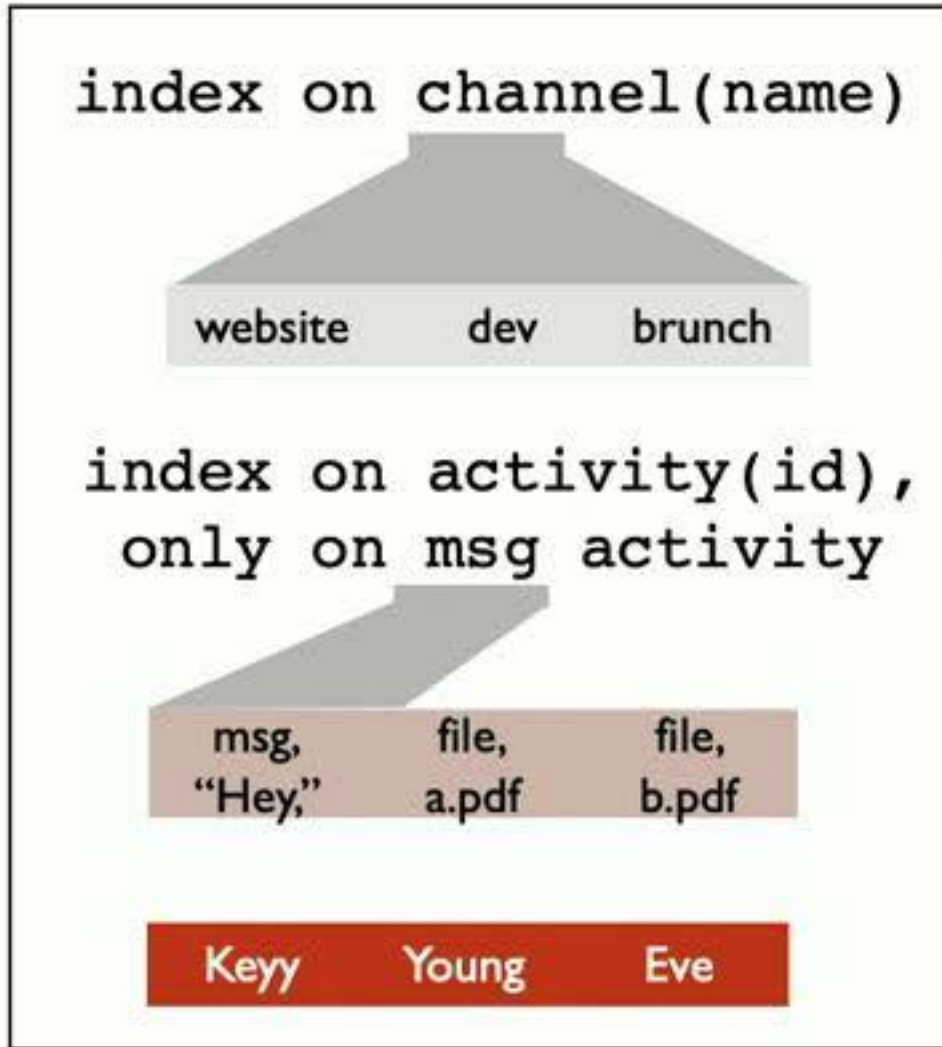 index on channel(name)
website dev brunch
index on activity(id),
only on msg activity
msg, file, file,
“Hey,” a.pdf b.pdf
Keyy Young Eve